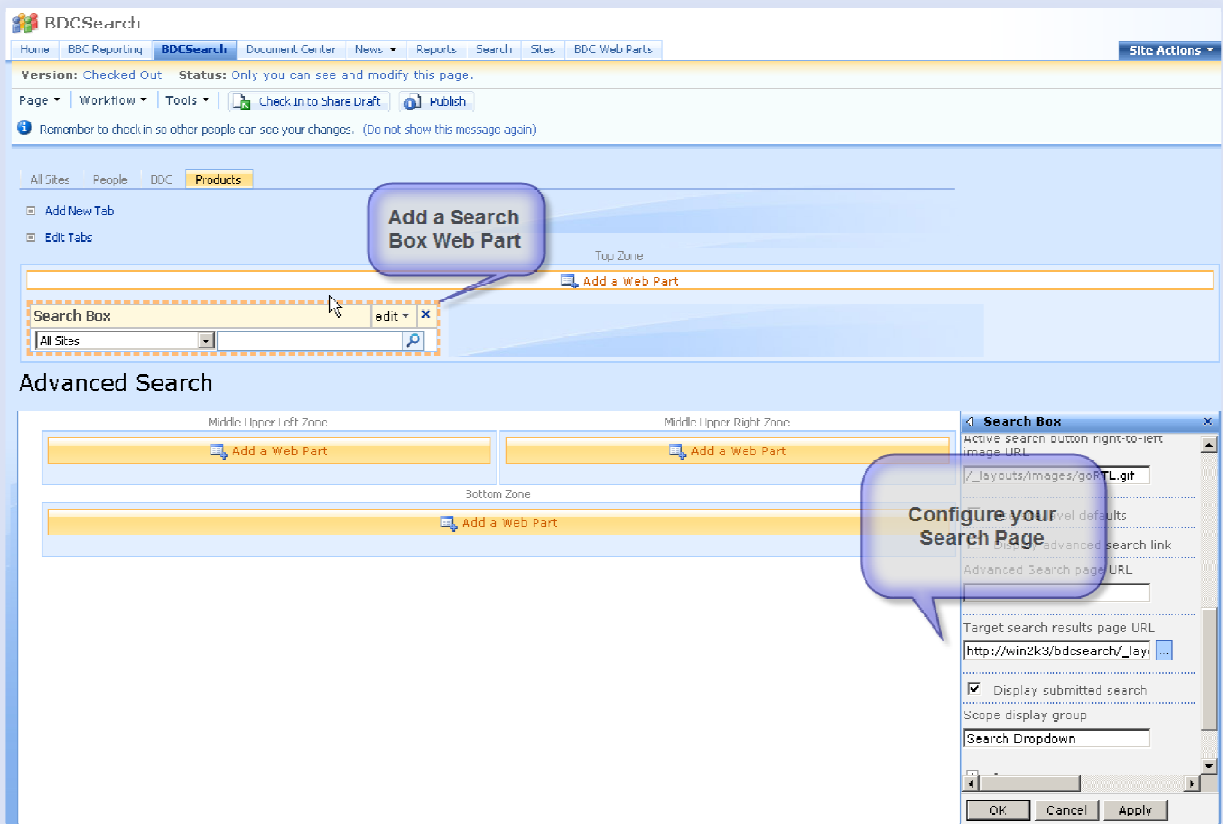 BDCSearch
Home BBC Reporting BDCSearch Document Center News Reports Search Sites BDC Web Parts Site Actions
Version: Checked Out Status: Only you can see and modify this page.
Page Workflow Tools Check In to Share Draft Publish
Remember to check in so other people can see your changes. (Do not show this message again)
All Sites People BDC Products
Add New Tab
Edit Tabs
Add a Search
Box Web Part
Top Zone
Add a Web Part
Search Box edit
All Sites
Advanced Search
Middle Upper Left Zone Middle Upper Right Zone
Add a Web Part Add a Web Part
Bottom Zone
Add a Web Part
Search Box
Active search button right-to-left
image URL
/_layouts/images/goRTL.gif
Configure your
Search Page
level defaults
Display advanced search link
Advanced Search page URL
Target search results page URL
http://win2k3/bdcsearch/_lay ...
Display submitted search
Scope display group
Search Dropdown
OK Cancel Apply